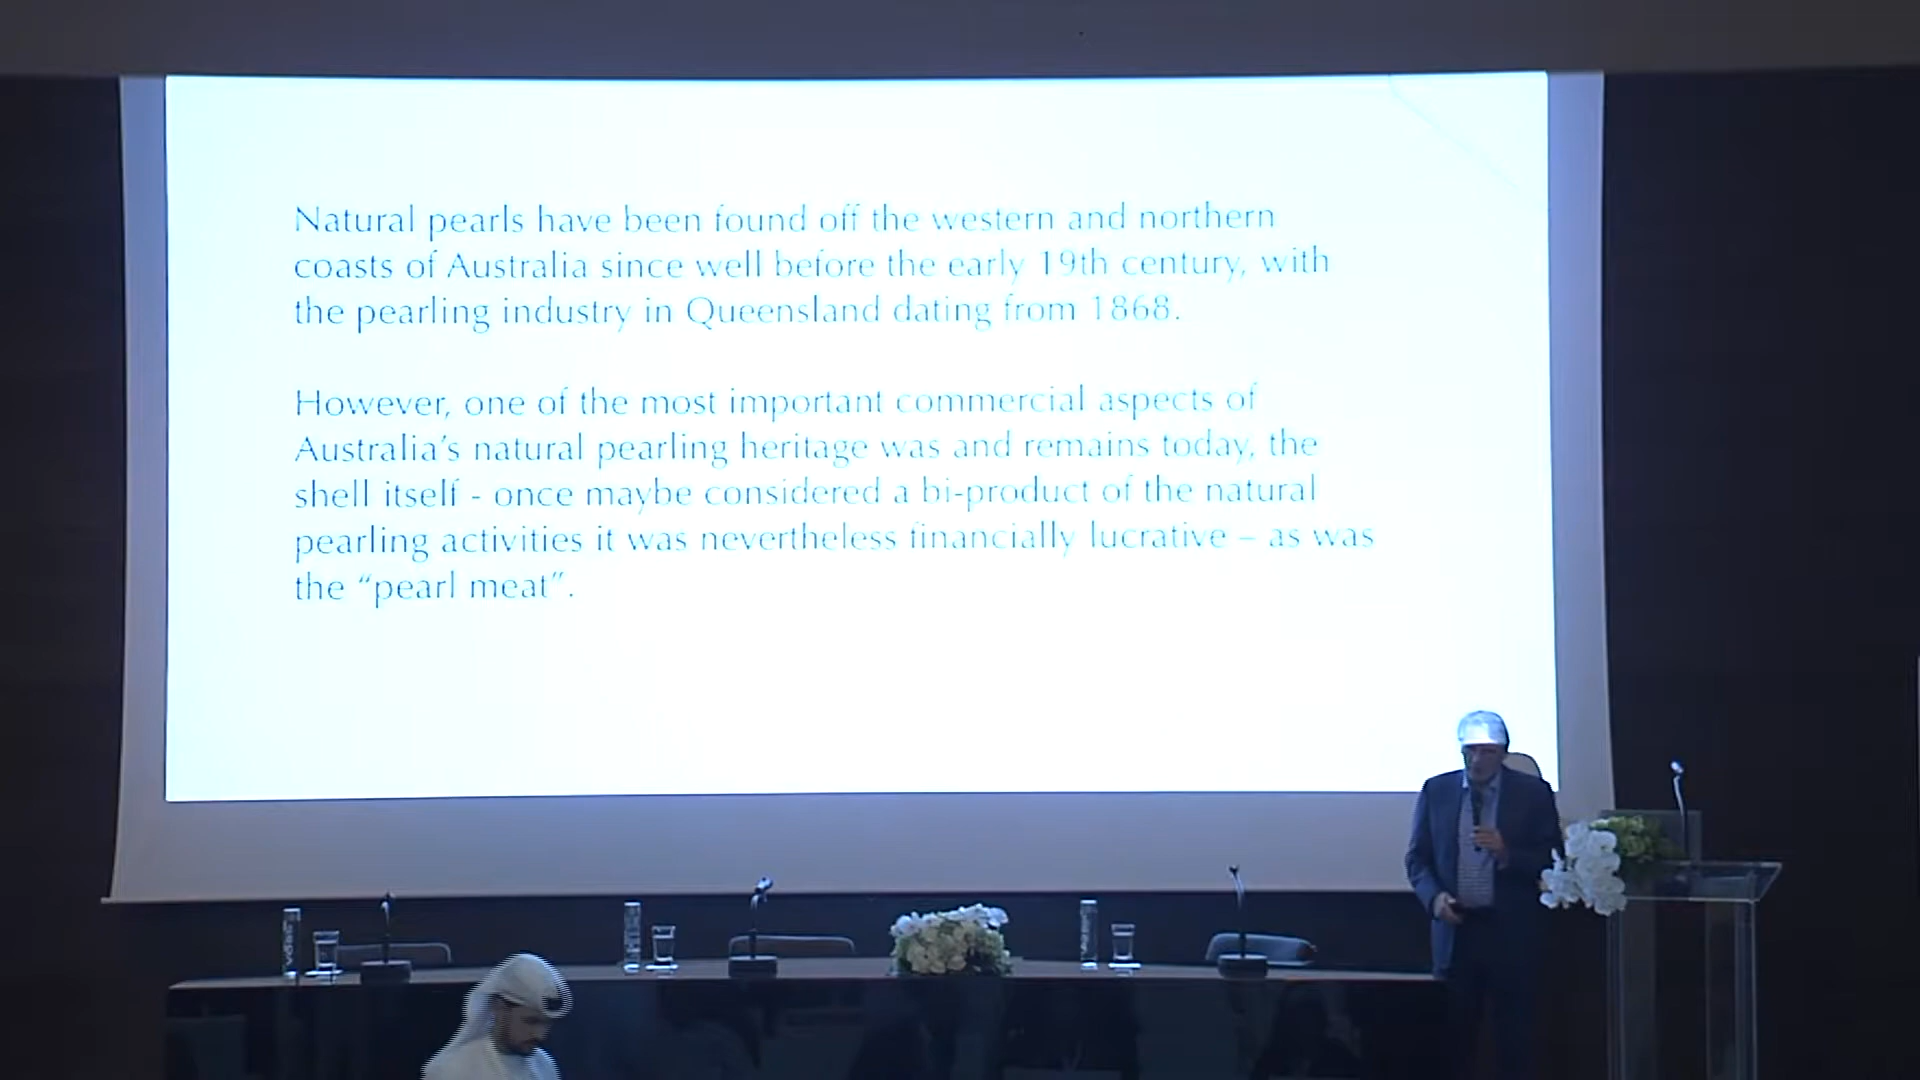 Natural pearls have been found off the western and northern
coasts of Australia since well before the early 19th century, with
the pearling industry in Queensland dating from 1868.
However, one of the most important commercial aspects of
Australia’s natural pearling heritage was and remains today, the
shell itself - once maybe considered a bi-product of the natural
pearling activities it was nevertheless financially lucrative – as was
the “pearl meat”.